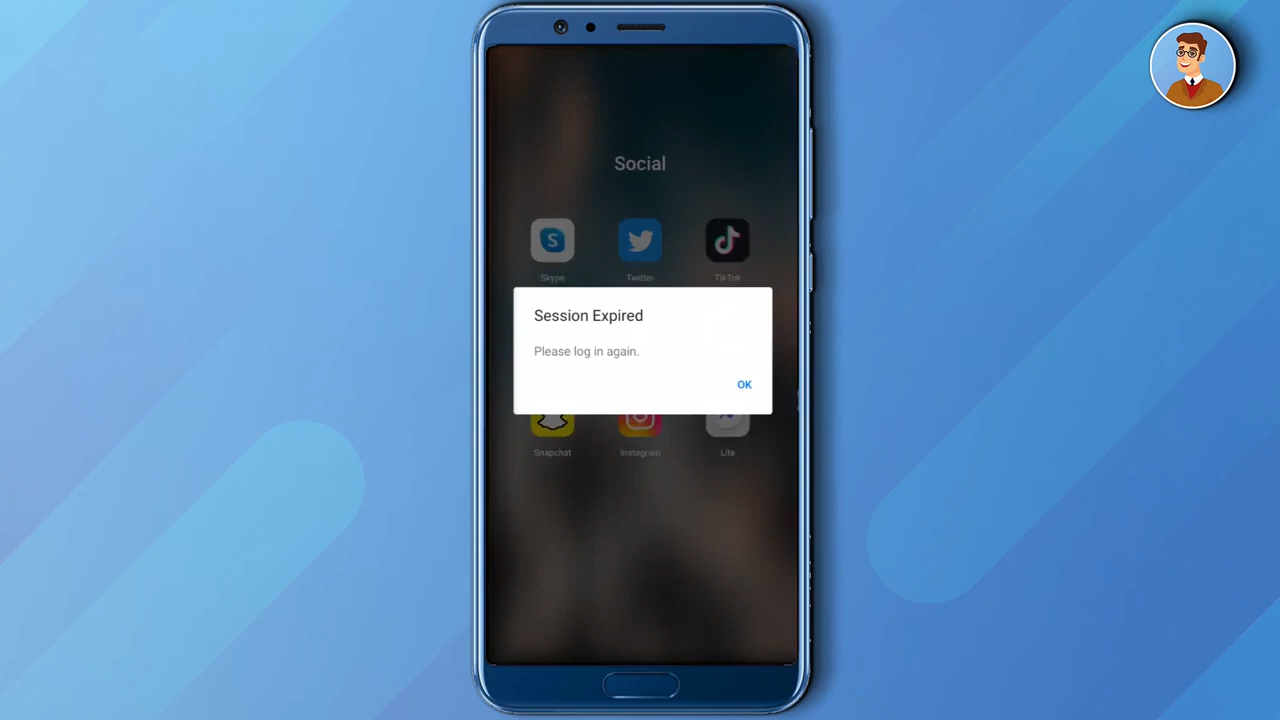 Social
Skype
Twitter
TikTok
Session Expired
Please log in again.
OK
Snapchat
Instagram
Lite